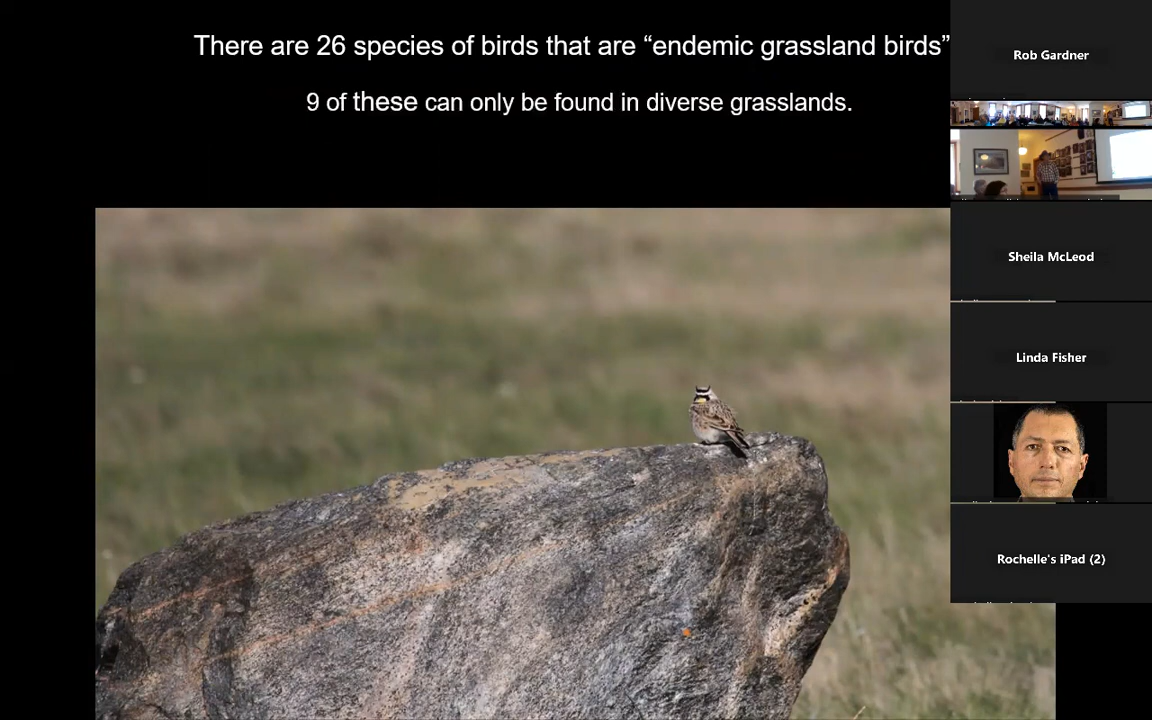 There are 26 species of birds that are “endemic grassland birds”
9 of these can only be found in diverse grasslands.
Rob Gardner
Sheila McLeod
Linda Fisher
Rochelle's iPad (2)